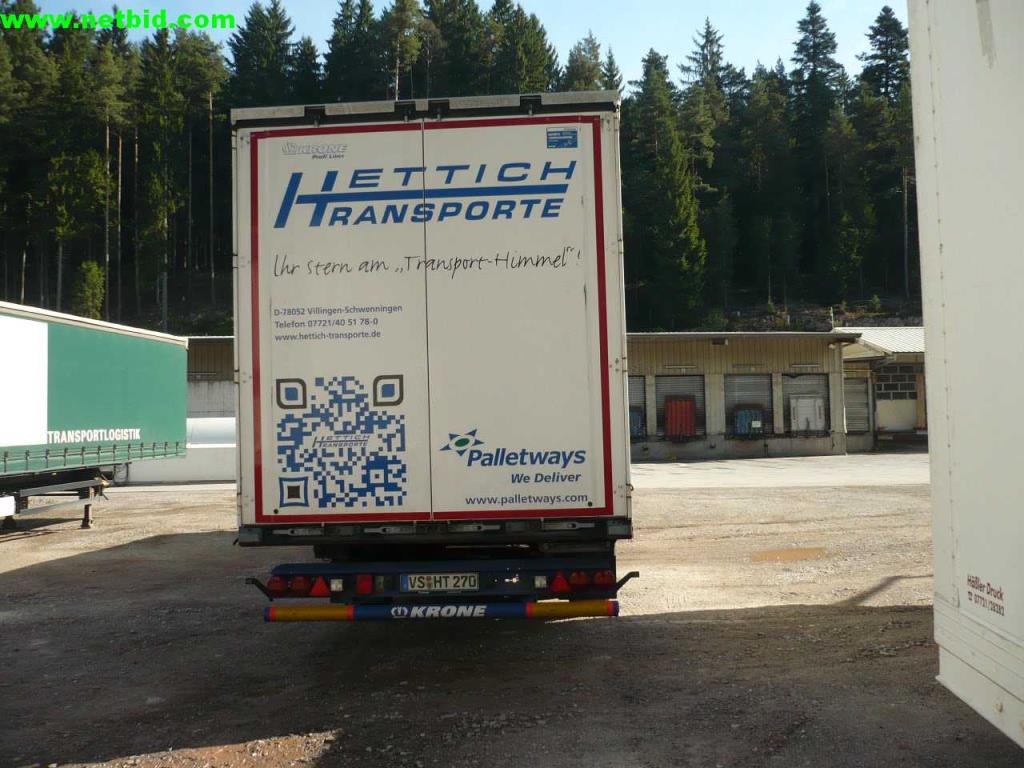 www.netbid.com
KRONE
Profi Liner
HETTICH
TRANSPORTE
Ihr Stern am „Transport-Himmel"!
D-78052 Villingen-Schwenningen
Telefon 07721/40 51 78-0
www.hettich-transporte.de
HETTICH
TRANSPORTE
Palletways
We Deliver
www.palletways.com
TRANSPORTLOGISTIK
VS HT 270
KRONE
Häßler Druck
07721/28283